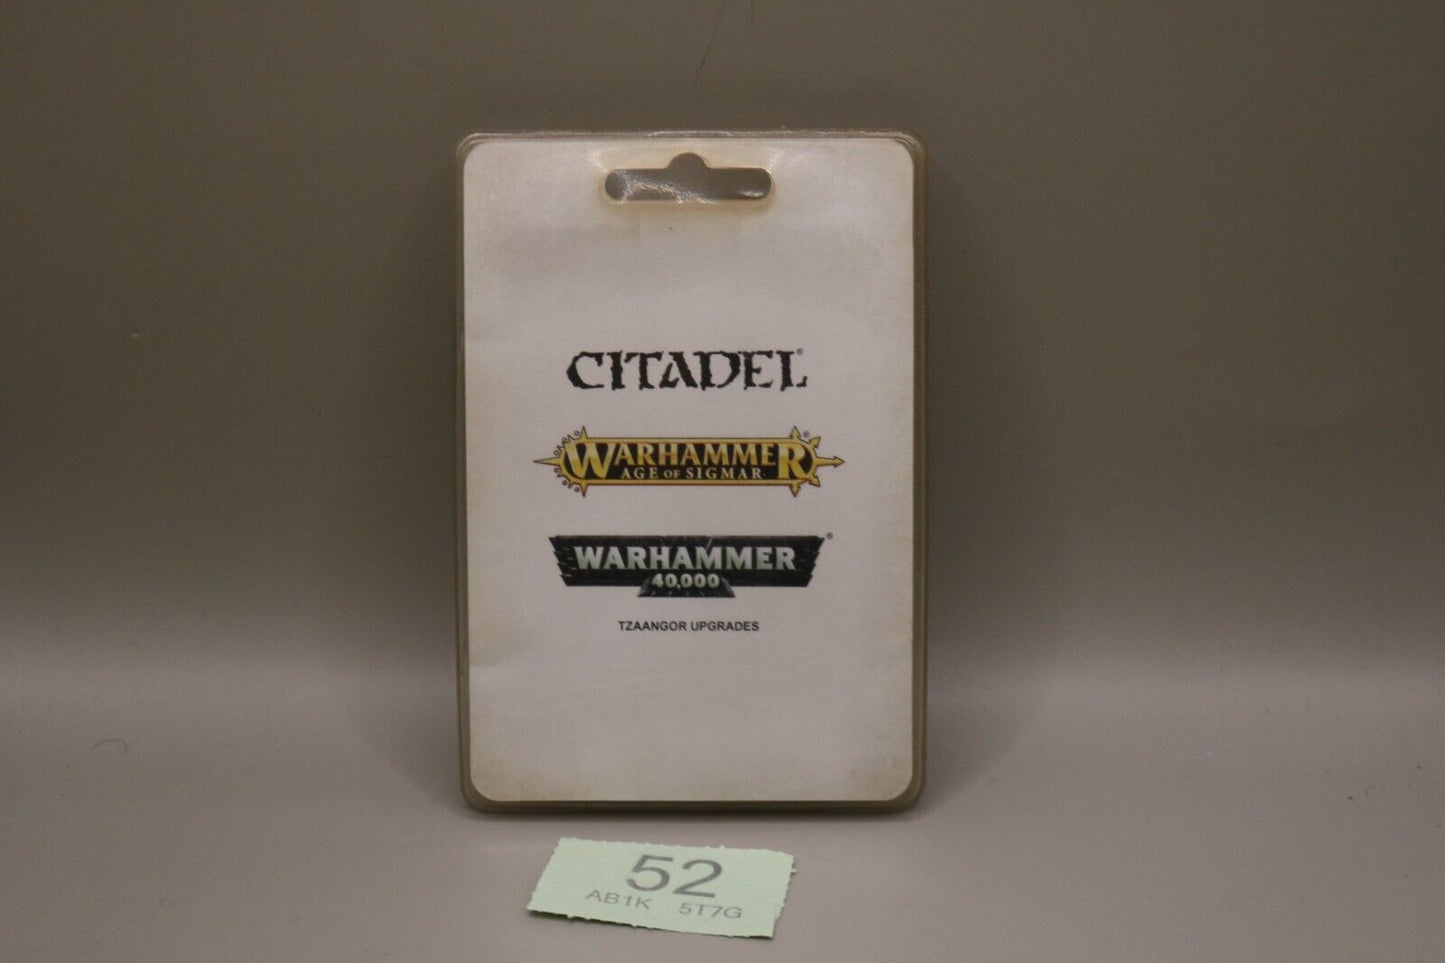 CITADEL®
WARHAMMER®
AGE OF SIGMAR
WARHAMMER®
40,000
TZAANGOR UPGRADES
52
AB1K 5T7G